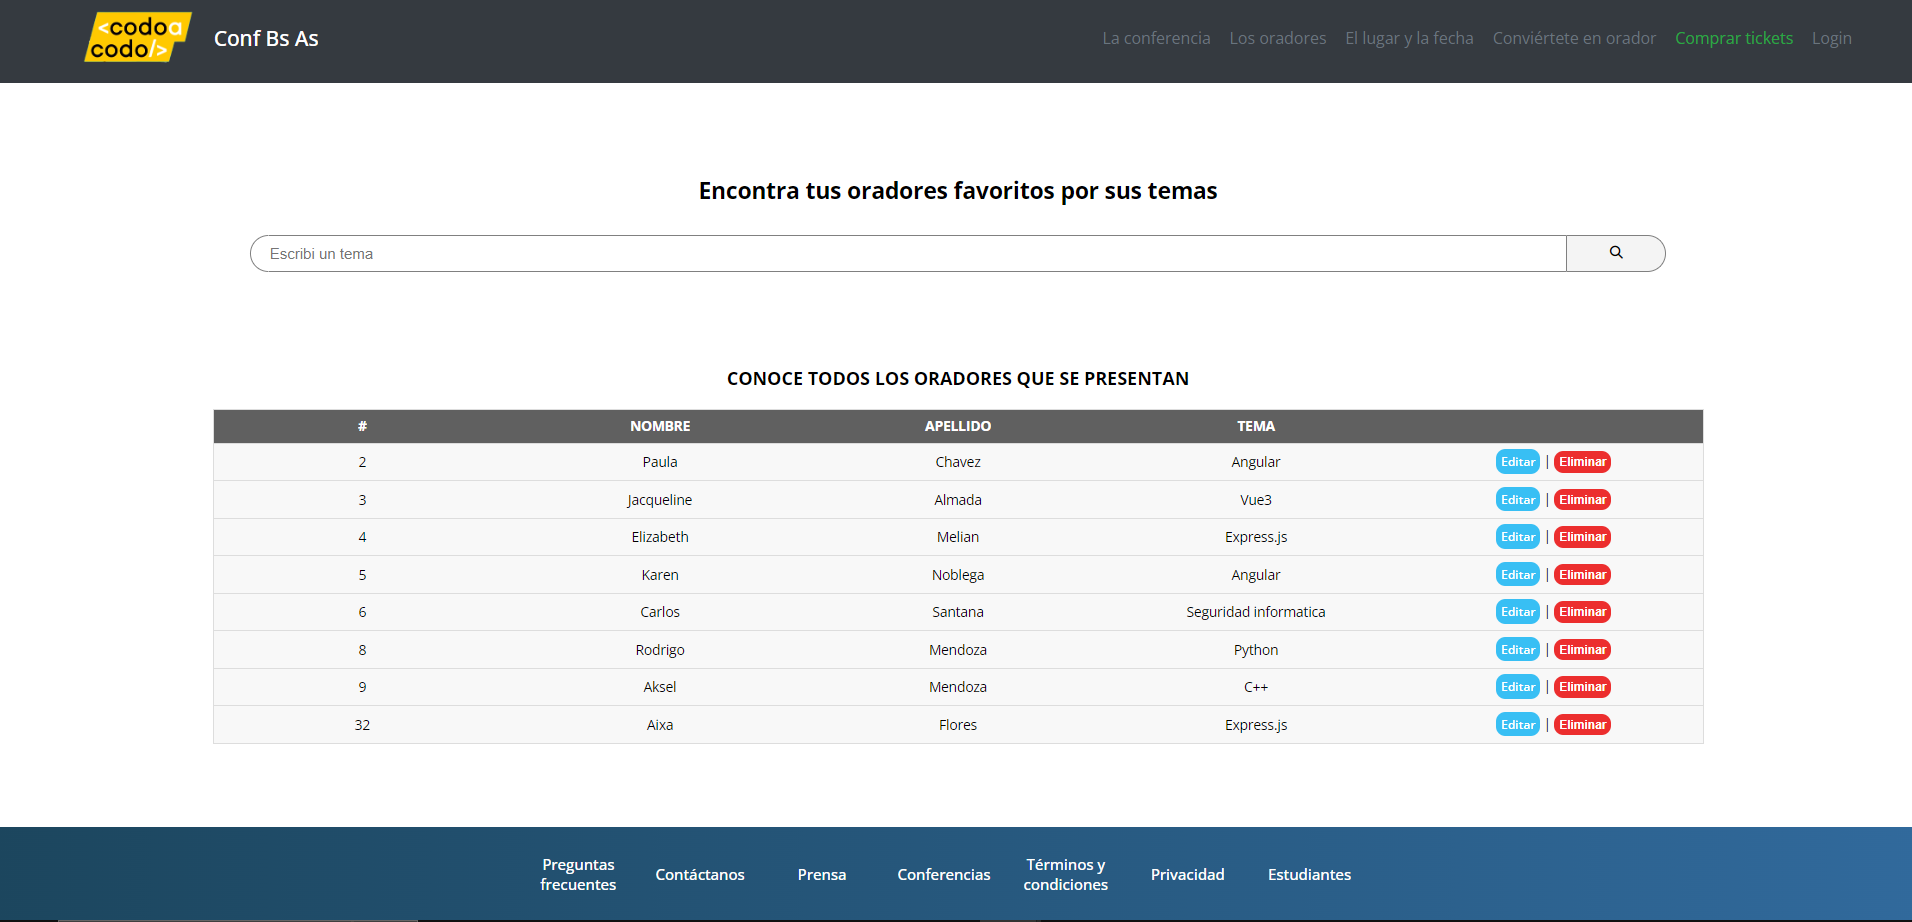 <codoa
codo/>
Conf Bs As
La conferencia Los oradores El lugar y la fecha Conviértete en orador Comprar tickets Login
Encontra tus oradores favoritos por sus temas
Escribi un tema
CONOCE TODOS LOS ORADORES QUE SE PRESENTAN
# NOMBRE APELLIDO TEMA
2 Paula Chavez Angular Editar | Eliminar
3 Jacqueline Almada Vue3 Editar | Eliminar
4 Elizabeth Melian Express.js Editar | Eliminar
5 Karen Noblega Angular Editar | Eliminar
6 Carlos Santana Seguridad informatica Editar | Eliminar
8 Rodrigo Mendoza Python Editar | Eliminar
9 Aksel Mendoza C++ Editar | Eliminar
32 Aixa Flores Express.js Editar | Eliminar
Preguntas
frecuentes
Contáctanos
Prensa
Conferencias
Términos y
condiciones
Privacidad
Estudiantes